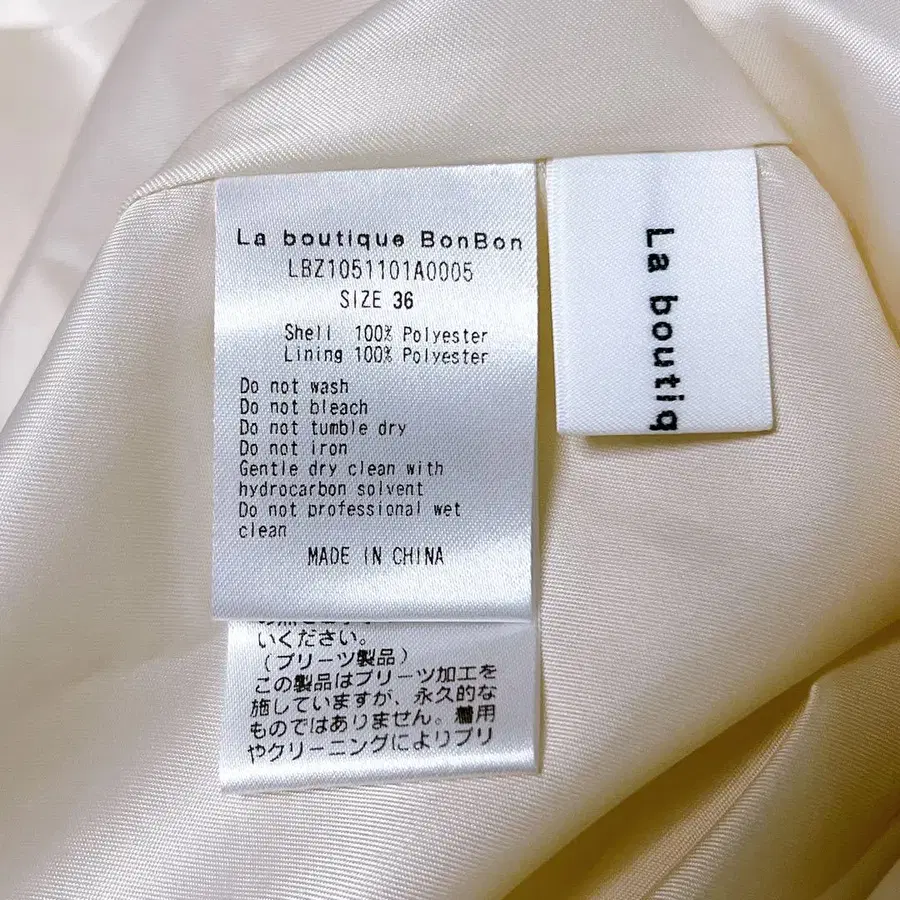 La boutique BonBon
LBZ1051101A0005
SIZE 36
Shell 100% Polyester
Lining 100% Polyester
Do not wash
Do not bleach
Do not tumble dry
Do not iron
Gentle dry clean with
hydrocarbon solvent
Do not professional wet
clean
MADE IN CHINA
いください。
(プリーツ製品)
この製品はプリーツ加工を
施していますが、永久的な
ものではありません。着用
やクリーニングによりプリ
La boutiq